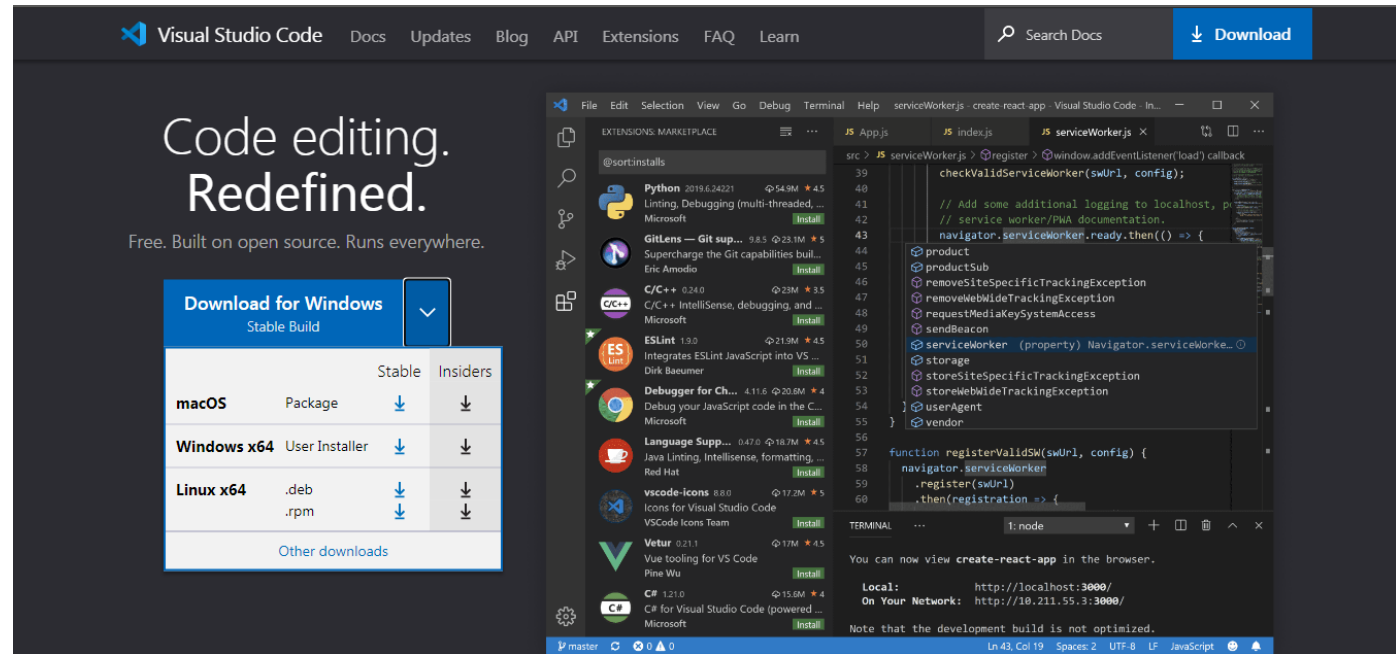 Visual Studio Code Docs Updates Blog API Extensions FAQ Learn Search Docs Download
Code editing.
Redefined.
Free. Built on open source. Runs everywhere.
Download for Windows
Stable Build
Stable Insiders
macOS Package
Windows x64 User Installer
Linux x64 .deb
.rpm
Other downloads
File Edit Selection View Go Debug Terminal Help serviceWorker.js - create-react-app - Visual Studio Code - In...
EXTENSIONS: MARKETPLACE
@sort:installs
Python 2019.6.24221 54.9M 4.5
Linting, Debugging (multi-threaded, ...
Microsoft Install
GitLens — Git sup... 9.8.5 23.1M 5
Supercharge the Git capabilities buil...
Eric Amodio Install
C/C++ 0.24.0 23M 3.5
C/C++ IntelliSense, debugging, and ...
Microsoft Install
ESLint 1.9.0 21.9M 4.5
Integrates ESLint JavaScript into VS ...
Dirk Baeumer Install
Debugger for Ch... 4.11.6 20.6M 4
Debug your JavaScript code in the C...
Microsoft Install
Language Supp... 0.47.0 18.7M 4.5
Java Linting, Intellisense, formatting, ...
Red Hat Install
vscode-icons 8.8.0 17.2M 5
Icons for Visual Studio Code
VSCode Icons Team Install
Vetur 0.21.1 17M 4.5
Vue tooling for VS Code
Pine Wu Install
C# 1.21.0 15.6M 4
C# for Visual Studio Code (powered ...
Microsoft Install
C/C++
ES
Lint
C#
JS App.js JS index.js JS serviceWorker.js
src > JS serviceWorker.js > register > window.addEventListener('load') callback
39 checkValidServiceWorker(swUrl, config);
40
41 // Add some additional logging to localhost, p
42 // service worker/PWA documentation.
43 navigator.serviceWorker.ready.then(() => {
44 product
45 productSub
46 removeSiteSpecificTrackingException
47 removeWebWideTrackingException
48 requestMediaKeySystemAccess
49 sendBeacon
50 serviceWorker (property) Navigator.serviceWorke...
51 storage
52 storeSiteSpecificTrackingException
53 storeWebWideTrackingException
54 } userAgent
55 } vendor
56
57 function registerValidSW(swUrl, config) {
58 navigator.serviceWorker
59 .register(swUrl)
60 .then(registration => {
TERMINAL ... 1: node
You can now view create-react-app in the browser.
Local: http://localhost:3000/
On Your Network: http://10.211.55.3:3000/
Note that the development build is not optimized.
master 0 0 Ln 43, Col 19 Spaces: 2 UTF-8 LF JavaScript